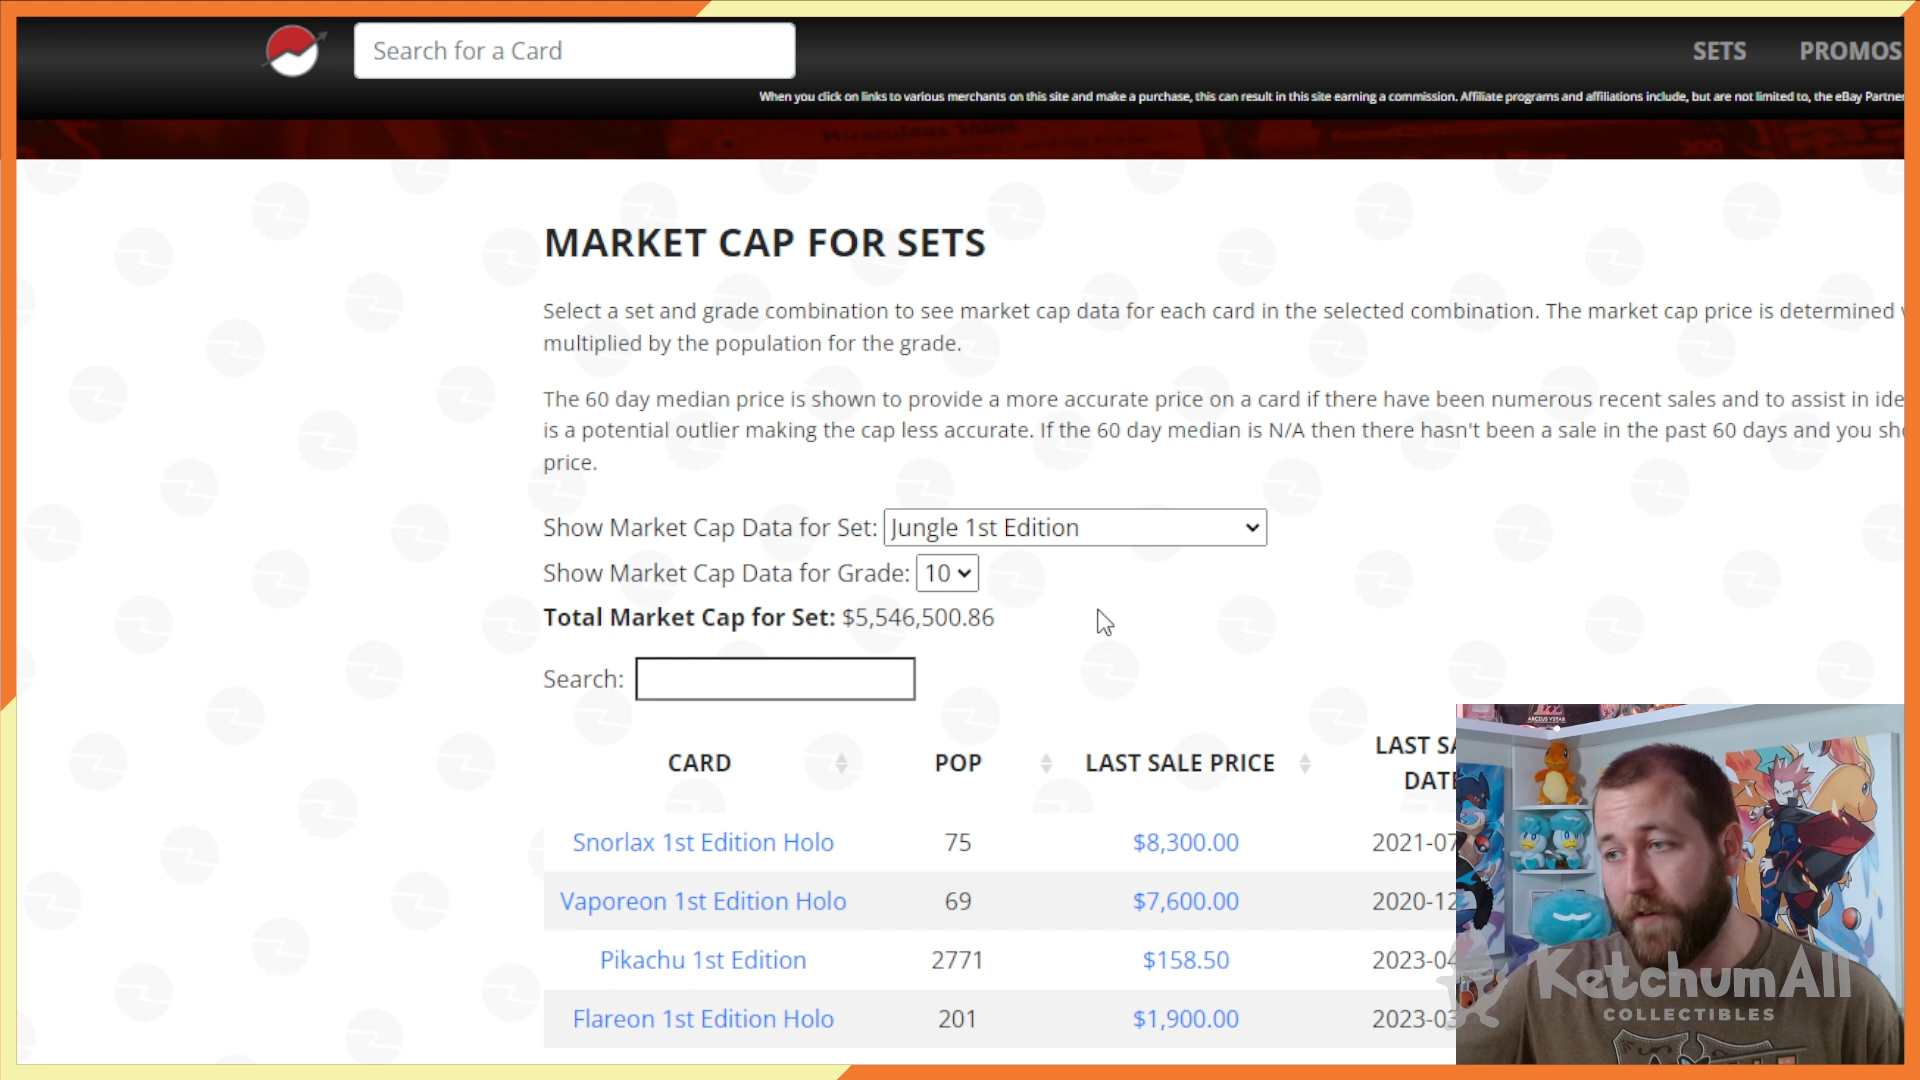 Search for a Card
SETS
PROMOS
When you click on links to various merchants on this site and make a purchase, this can result in this site earning a commission. Affiliate programs and affiliations include, but are not limited to, the eBay Partner
Miraculous Shine
MARKET CAP FOR SETS
Select a set and grade combination to see market cap data for each card in the selected combination. The market cap price is determined
multiplied by the population for the grade.
The 60 day median price is shown to provide a more accurate price on a card if there have been numerous recent sales and to assist in ide
is a potential outlier making the cap less accurate. If the 60 day median is N/A then there hasn't been a sale in the past 60 days and you sh
price.
Show Market Cap Data for Set: Jungle 1st Edition
Show Market Cap Data for Grade: 10
Total Market Cap for Set: $5,546,500.86
Search:
CARD POP LAST SALE PRICE LAST SA
DATE
Snorlax 1st Edition Holo 75 $8,300.00 2021-07
Vaporeon 1st Edition Holo 69 $7,600.00 2020-12
Pikachu 1st Edition 2771 $158.50 2023-04
Flareon 1st Edition Holo 201 $1,900.00 2023-03
ARCEUS VSTAR
KetchumAll
COLLECTIBLES